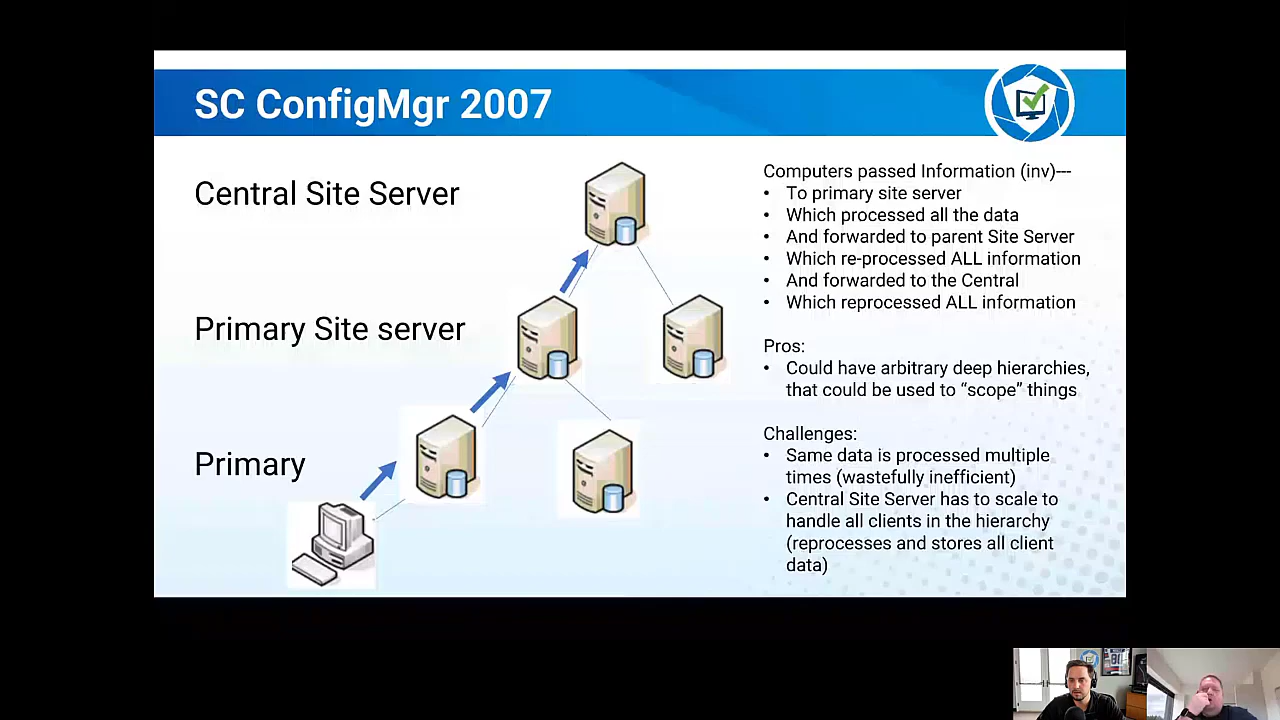 SC ConfigMgr 2007
Central Site Server
Primary Site server
Primary
Computers passed Information (inv)---
• To primary site server
• Which processed all the data
• And forwarded to parent Site Server
• Which re-processed ALL information
• And forwarded to the Central
• Which reprocessed ALL information
Pros:
• Could have arbitrary deep hierarchies,
that could be used to “scope” things
Challenges:
• Same data is processed multiple
times (wastefully inefficient)
• Central Site Server has to scale to
handle all clients in the hierarchy
(reprocesses and stores all client
data)